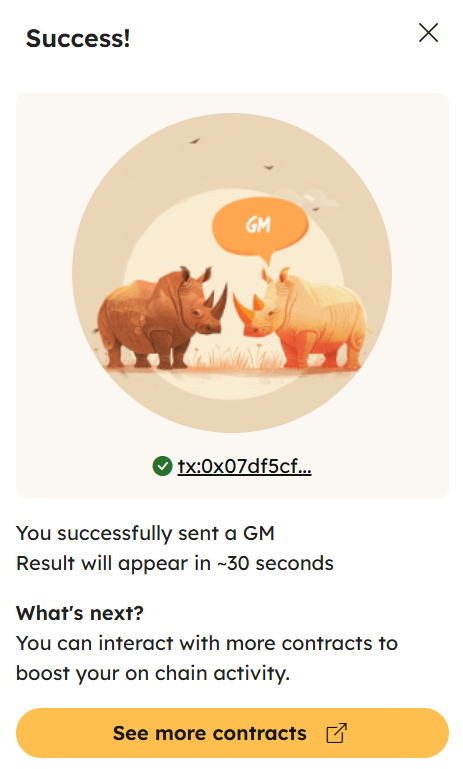 Success!
GM
tx:0x07df5cf...
You successfully sent a GM
Result will appear in ~30 seconds
What's next?
You can interact with more contracts to
boost your on chain activity.
See more contracts